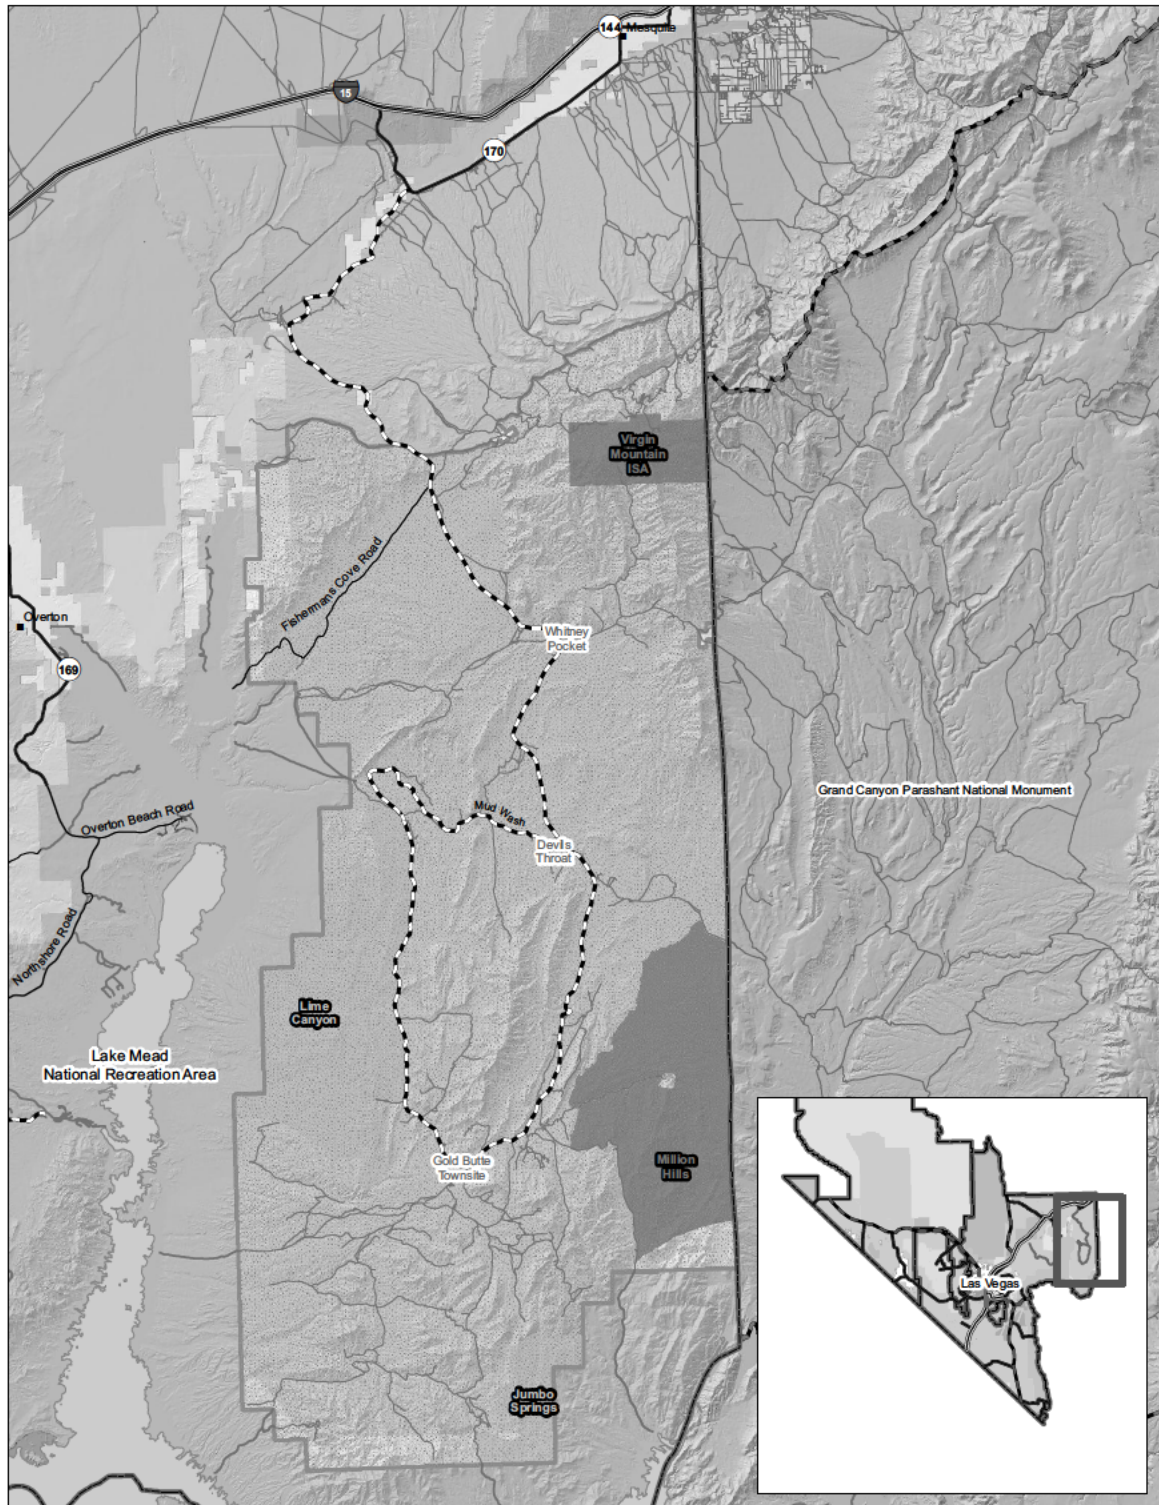 144
Mesquite
15
170
Virgin
Mountain
ISA
Fishermans Cove Road
Overton
Whitney
Pocket
169
Grand Canyon Parashant National Monument
Mud Wash
Overton Beach Road
Devils
Throat
Northshore Road
Lime
Canyon
Lake Mead
National Recreation Area
Gold Butte
Townsite
Million
Hills
Las Vegas
Jumbo
Springs